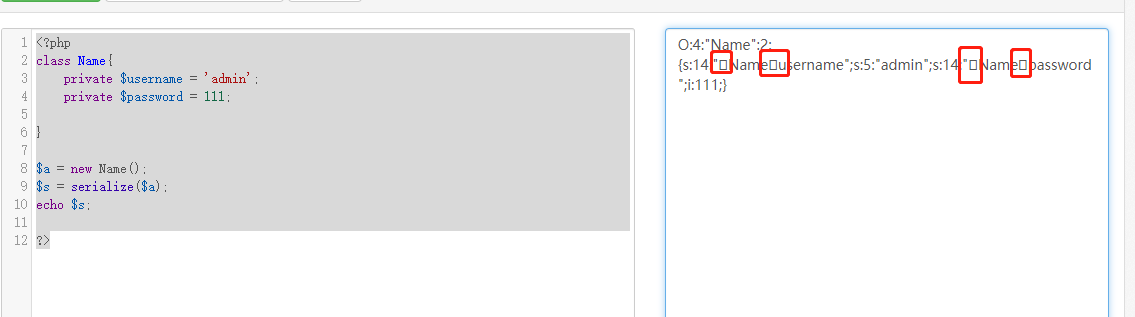 1 <?php
2 class Name{
3 private $username = 'admin';
4 private $password = 111;
5
6 }
7
8 $a = new Name();
9 $s = serialize($a);
10 echo $s;
11
12 ?>
O:4:"Name":2:
{s:14:"□Name□username";s:5:"admin";s:14:"□Name□password
";i:111;}